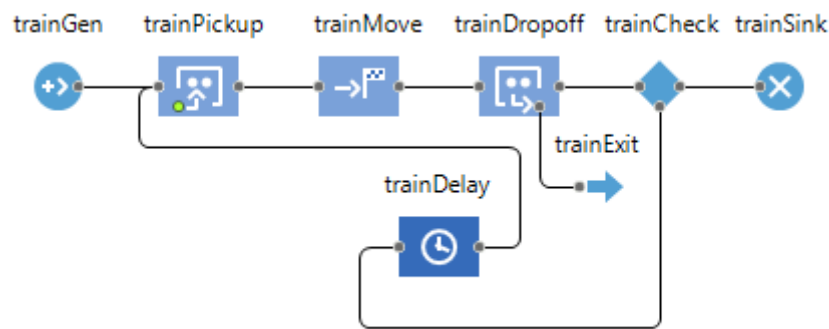 trainGen
trainPickup
trainMove
trainDropoff
trainCheck
trainSink
trainExit
trainDelay